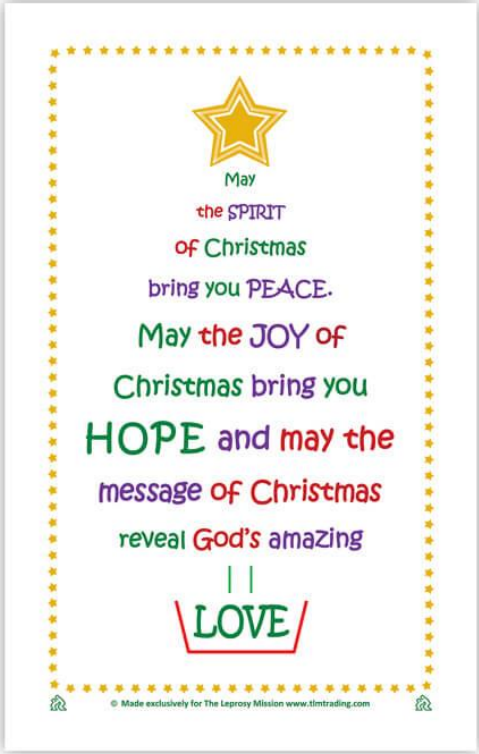 May
the SPIRIT
of Christmas
bring you PEACE.
May the JOY of
Christmas bring you
HOPE and may the
message of Christmas
reveal God's amazing
LOVE
© Made exclusively for The Leprosy Mission www.tlmtrading.com